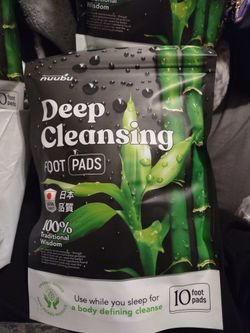 nuubu
Deep
Cleansing
FOOT PADS
日本
品質
100%
Traditional
Wisdom
Use while you sleep for
a body defining cleanse
10 foot
pads